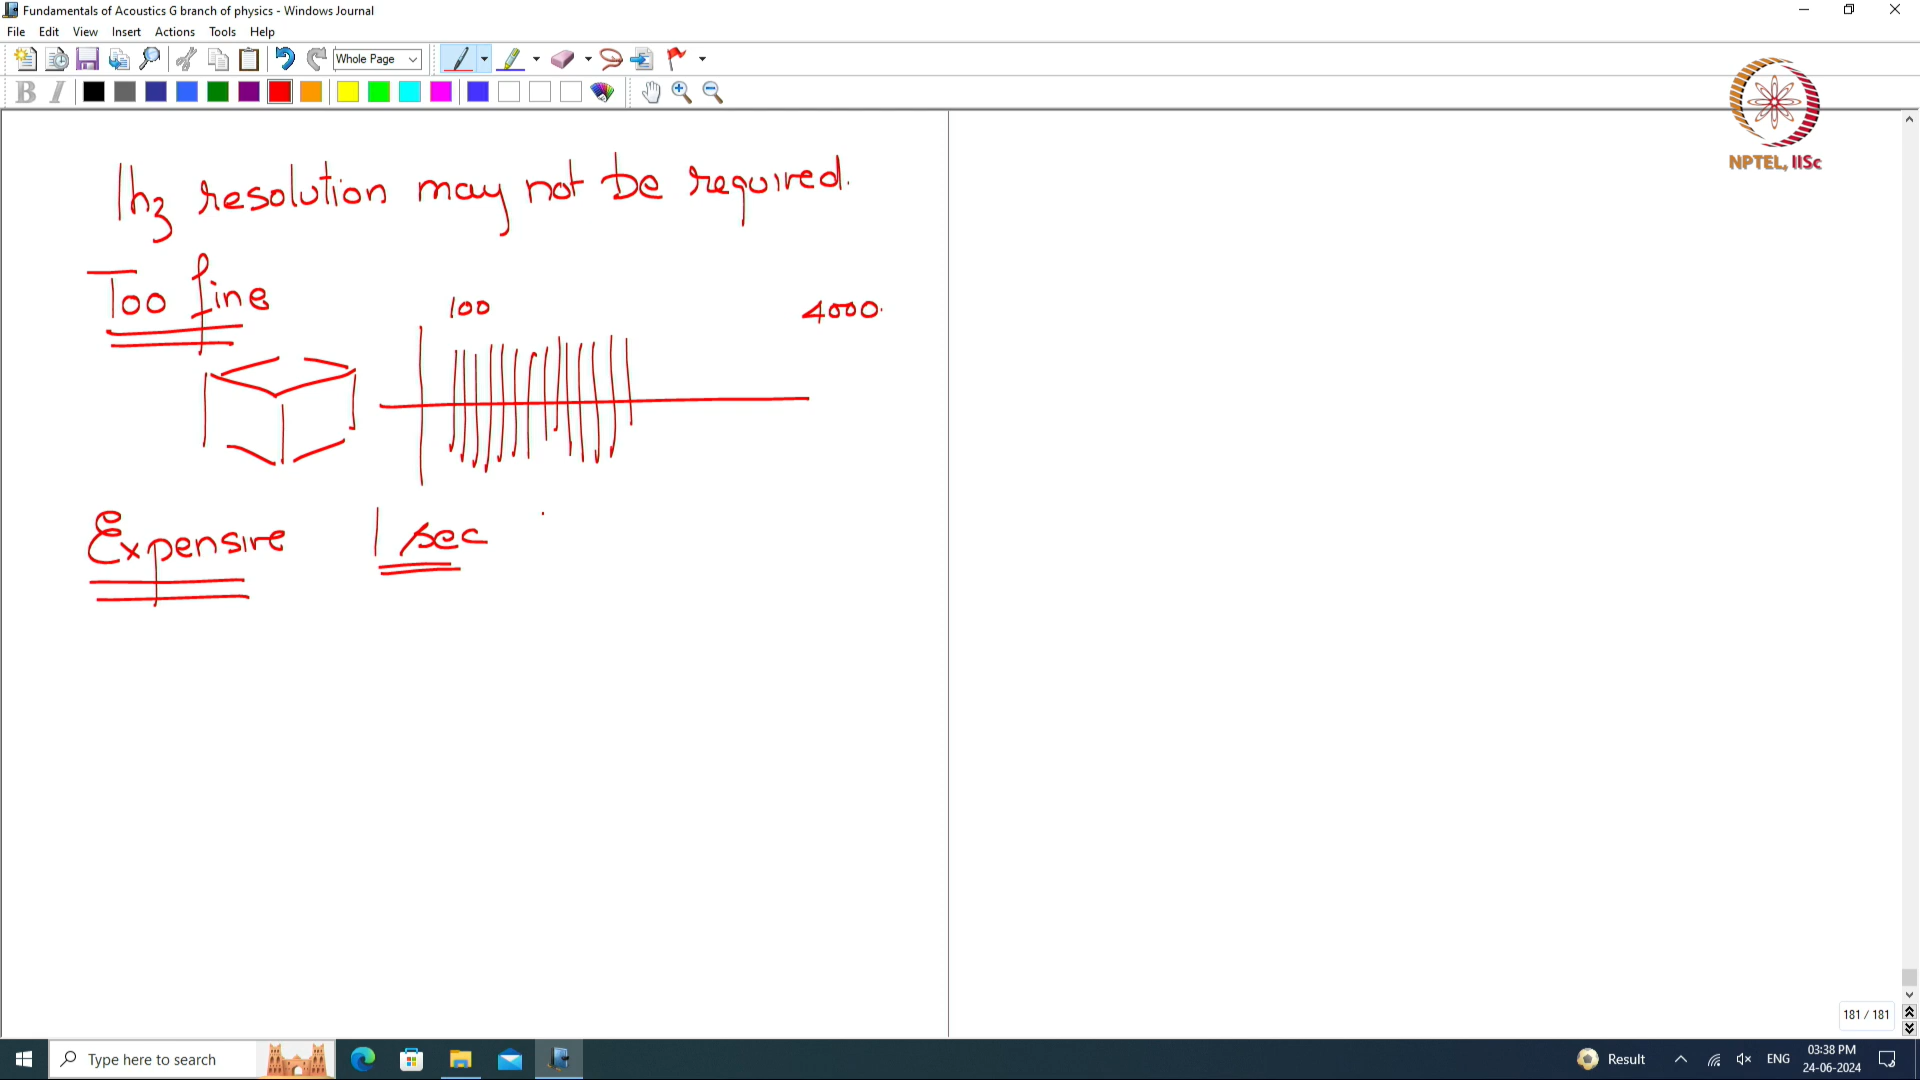 Fundamentals of Acoustics G branch of physics - Windows Journal
File Edit View Insert Actions Tools Help
Whole Page
B I
NPTEL, IISc
1hz resolution may not be required.
Too fine
100 4000.
Expensive 1 sec
181 / 181
Type here to search
Result
ENG
03:38 PM
24-06-2024